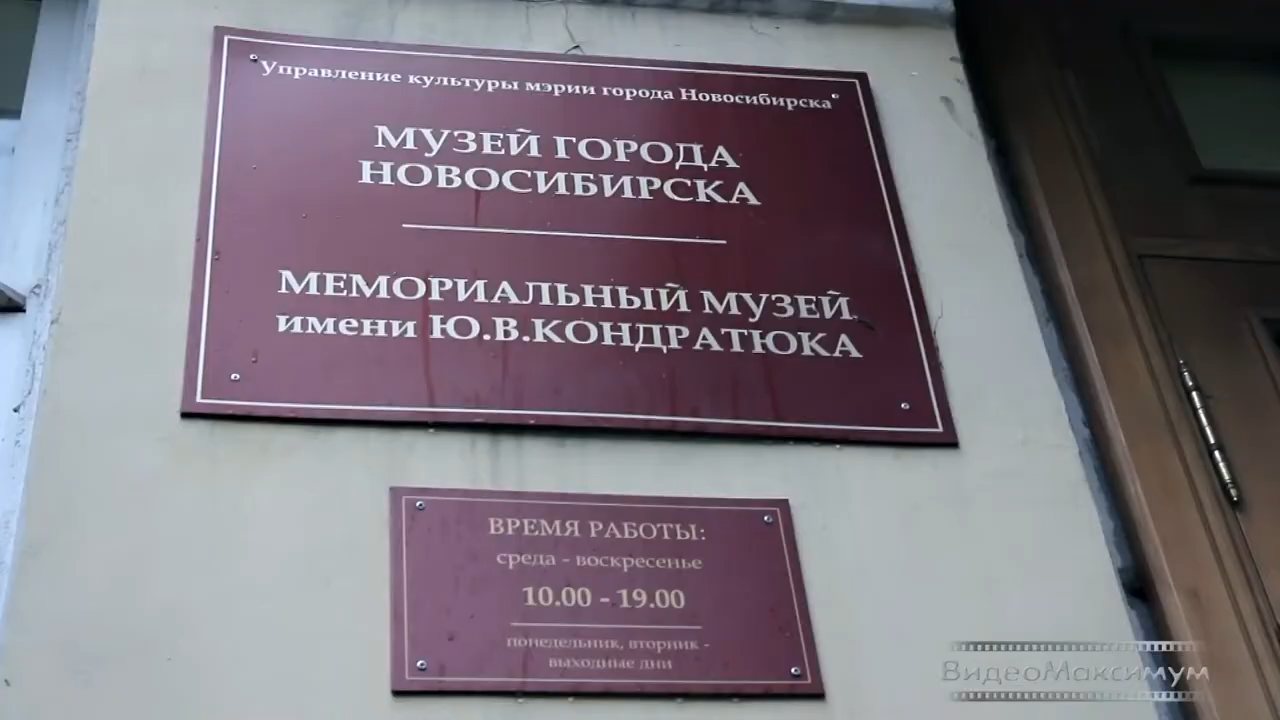 Управление культуры мэрии города Новосибирска
МУЗЕЙ ГОРОДА
НОВОСИБИРСКА
МЕМОРИАЛЬНЫЙ МУЗЕЙ
имени Ю.В.КОНДРАТЮКА
ВРЕМЯ РАБОТЫ:
среда - воскресенье
10.00 - 19.00
понедельник, вторник -
выходные дни
ВидеоМаксимум